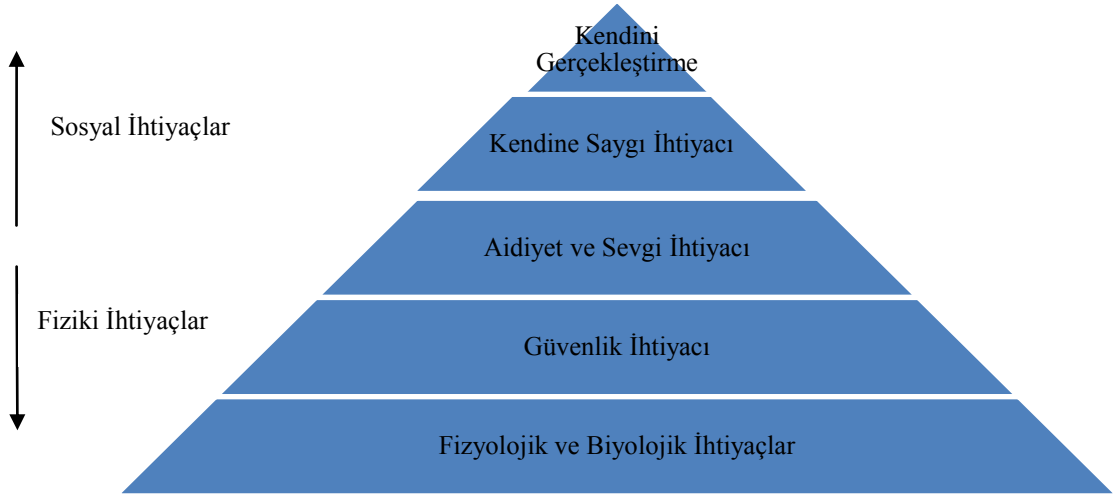 Kendini
Gerçekleştirme
Sosyal İhtiyaçlar
Kendine Saygı İhtiyacı
Aidiyet ve Sevgi İhtiyacı
Fiziki İhtiyaçlar
Güvenlik İhtiyacı
Fizyolojik ve Biyolojik İhtiyaçlar